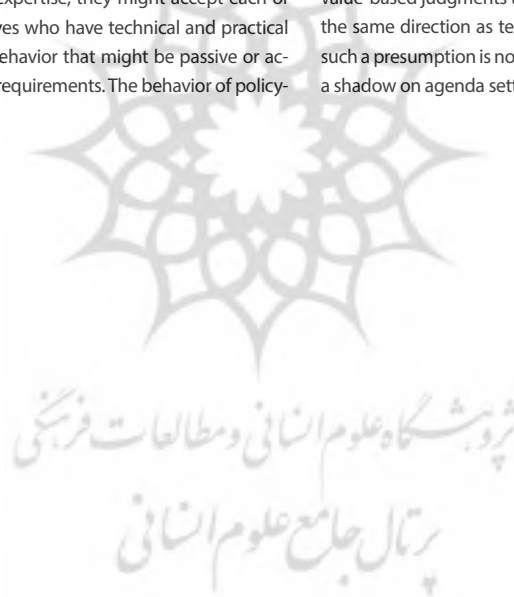 expertise, they might accept each of
ves who have technical and practical
ehavior that might be passive or ac-
requirements. The behavior of policy-
value-based judgments
the same direction as te
such a presumption is no
a shadow on agenda sett
پژوهشگاه علوم انسانی و مطالعات فرهنگی
پرتال جامع علوم انسانی